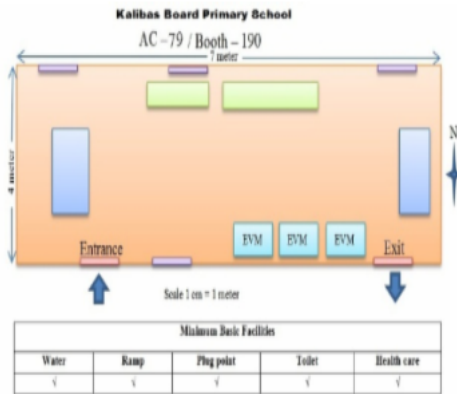 Kalibas Board Primary School
AC – 79 / Booth – 190
7 meter
4 meter
N
EVM EVM EVM
Entrance
Exit
Scale 1 cm = 1 meter
Minimum Basic Facilities
Water Ramp Plug point Toilet Health care
√ √ √ √ √